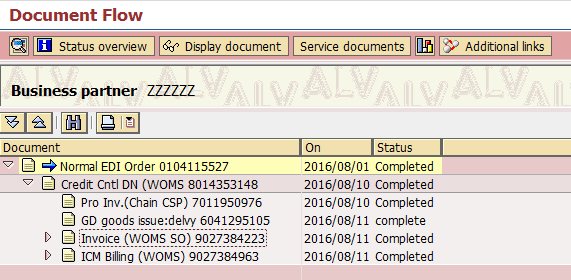 Document Flow
Status overview Display document Service documents Additional links
Business partner ZZZZZZ
Document On Status
Normal EDI Order 0104115527 2016/08/01 Completed
Credit Cntl DN (WOMS 8014353148 2016/08/10 Completed
Pro Inv.(Chain CSP) 7011950976 2016/08/10 Completed
GD goods issue:delvy 6041295105 2016/08/11 complete
Invoice (WOMS SO) 9027384223 2016/08/11 Completed
ICM Billing (WOMS) 9027384963 2016/08/11 Completed